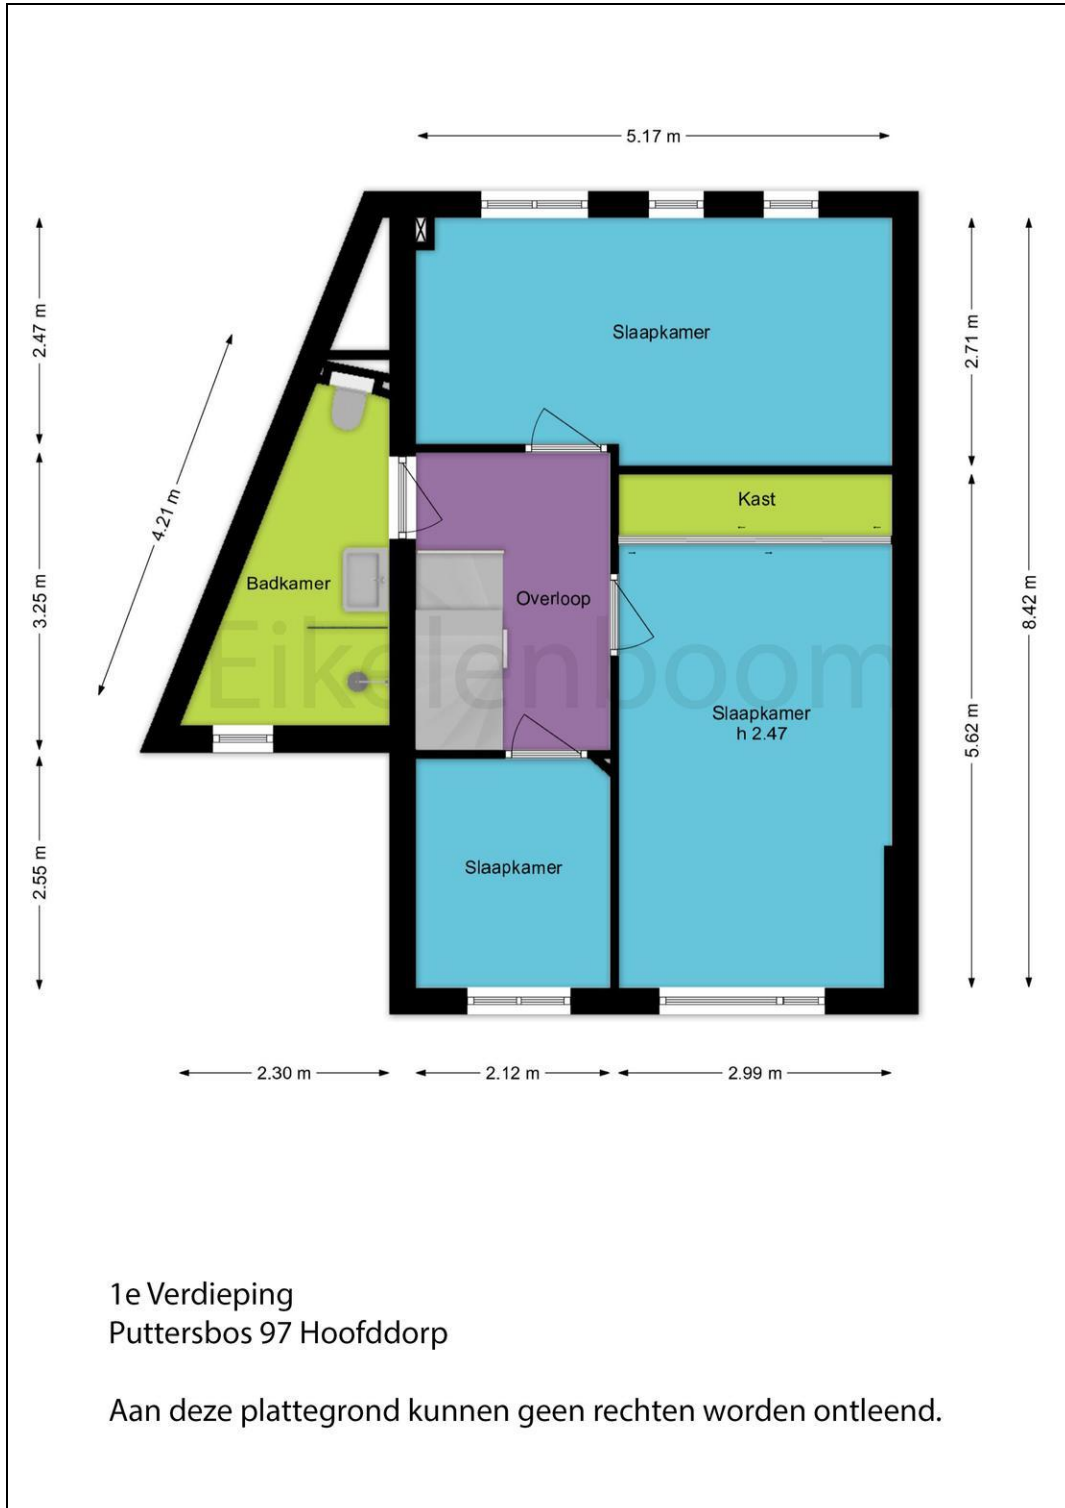 5.17 m
2.47 m
2.71 m
Slaapkamer
4.21 m
Kast
3.25 m
Badkamer
Overloop
8.42 m
Eikelenboom
Slaapkamer
h 2.47
5.62 m
2.55 m
Slaapkamer
2.30 m
2.12 m
2.99 m
1e Verdieping
Puttersbos 97 Hoofddorp
Aan deze plattegrond kunnen geen rechten worden ontleend.